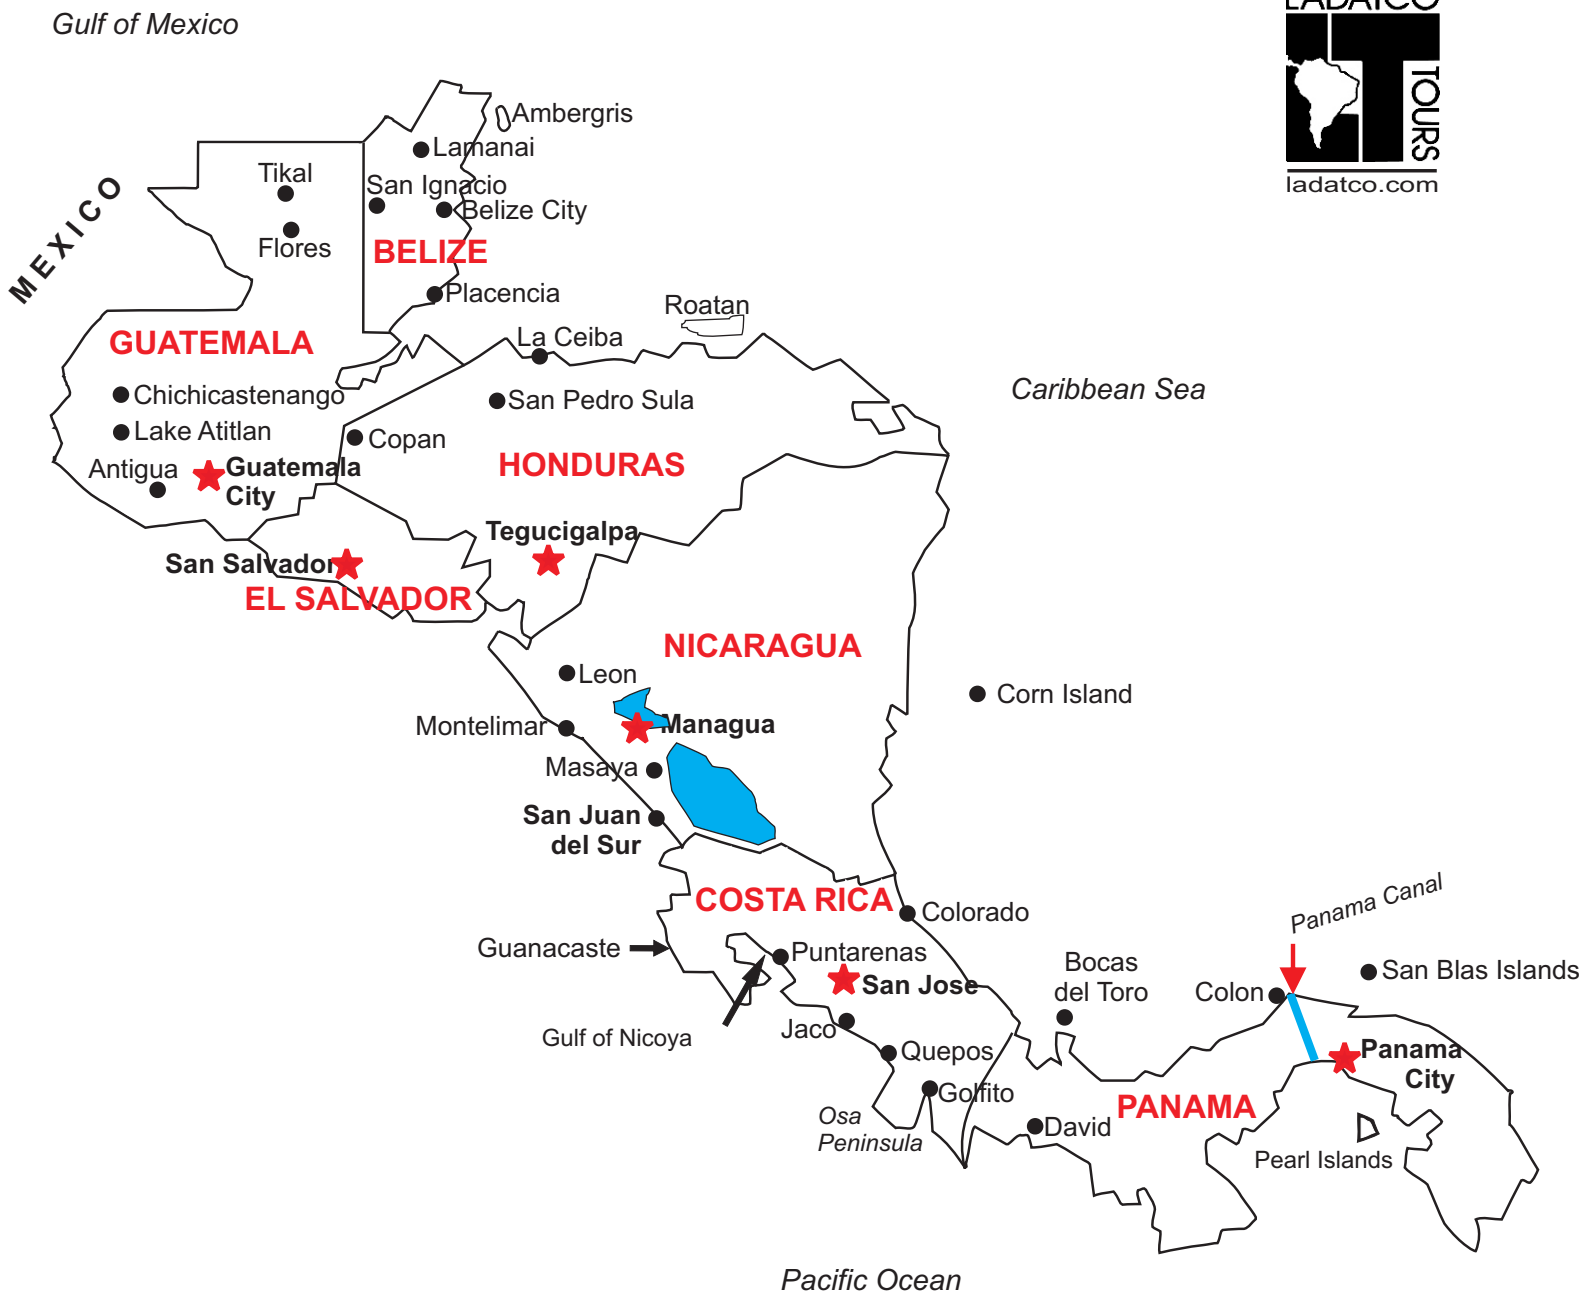 Gulf of Mexico
LADATCO
TOURS
ladatco.com
Ambergris
Lamanai
Tikal
San Ignacio
Belize City
MEXICO
Flores
BELIZE
Placencia
Roatan
GUATEMALA
La Ceiba
Caribbean Sea
Chichicastenango
San Pedro Sula
Lake Atitlan
Copan
Antigua
Guatemala
City
HONDURAS
Tegucigalpa
San Salvador
EL SALVADOR
NICARAGUA
Leon
Corn Island
Montelimar
Managua
Masaya
San Juan
del Sur
COSTA RICA
Colorado
Panama Canal
Guanacaste
Puntarenas
San Jose
Bocas
del Toro
Colon
San Blas Islands
Gulf of Nicoya
Jaco
Quepos
Panama
City
Golfito
PANAMA
Osa
Peninsula
David
Pearl Islands
Pacific Ocean